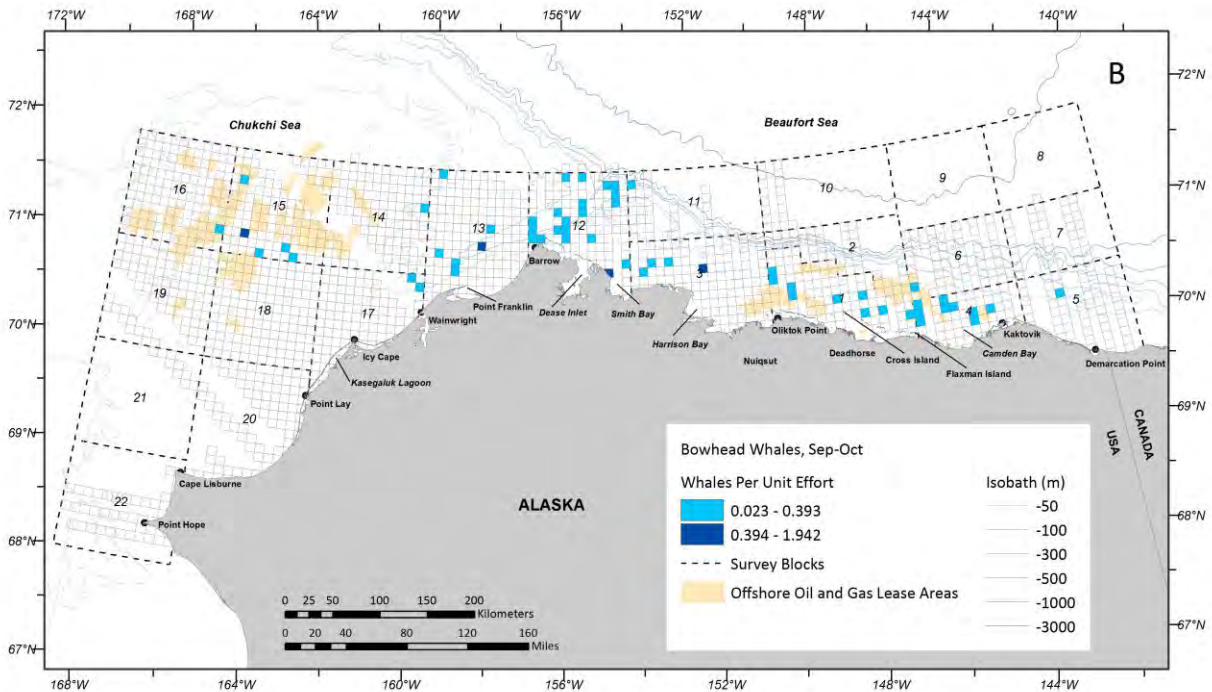 172°W 168°W 164°W 160°W 156°W 152°W 148°W 144°W 140°W
B
72°N 72°N
Chukchi Sea Beaufort Sea
8
9
10
16 71°N 71°N
15 14 11
13 12 7
2 6
3
19 18 5
17 1 4
Barrow
Point Franklin
Dease Inlet
Smith Bay
Wainwright
70°N 70°N
Harrison Bay
Oliktok Point
Kaktovik
Icy Cape
Nuiqsut
Deadhorse
Cross Island
Camden Bay
Flaxman Island
Demarcation Point
Kasegaluk Lagoon
21
20
Point Lay
69°N 69°N
CANADA
USA
22
Cape Lisburne
Point Hope
68°N 68°N
ALASKA
67°N 67°N
Bowhead Whales, Sep-Oct
Whales Per Unit Effort
0.023 - 0.393
0.394 - 1.942
Survey Blocks
Offshore Oil and Gas Lease Areas
Isobath (m)
-50
-100
-300
-500
-1000
-3000
0 25 50 100 150 200
Kilometers
0 20 40 80 120 160
Miles
168°W 164°W 160°W 156°W 152°W 148°W 144°W